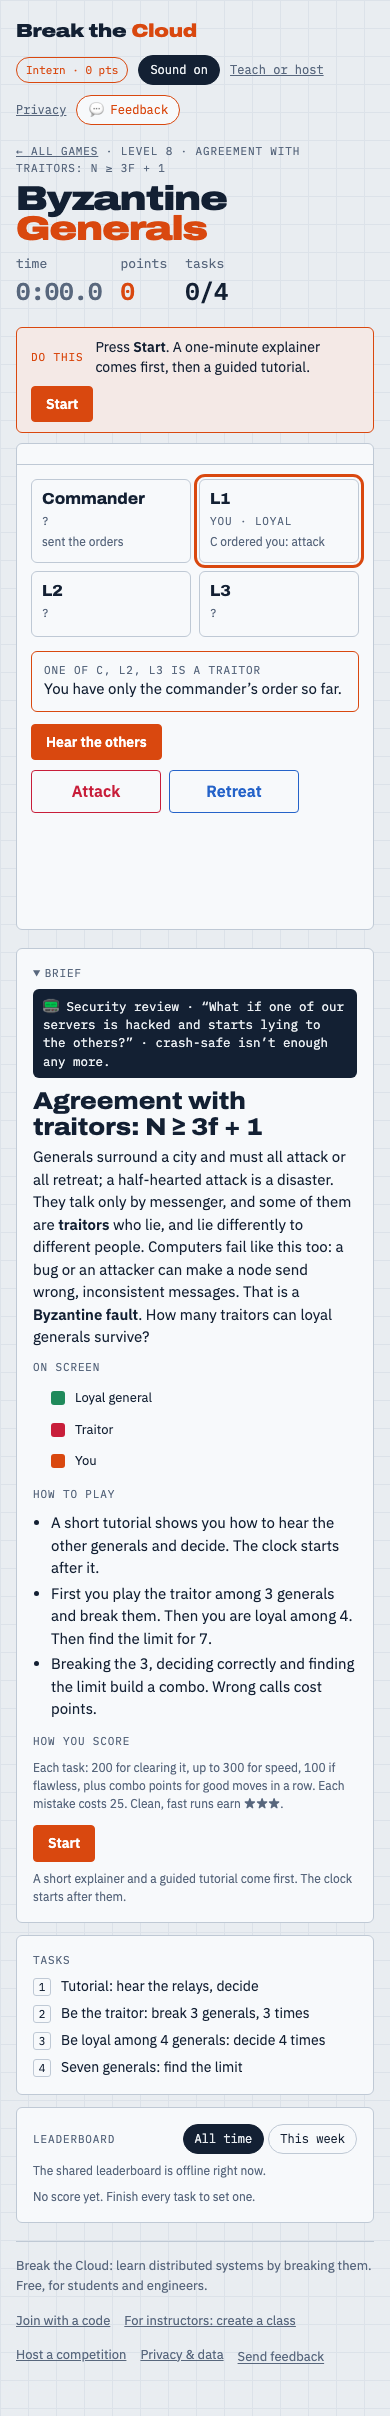 Break the Cloud
Intern · 0 pts
Sound on
Teach or host
Privacy
💬 Feedback
← ALL GAMES · LEVEL 8 · AGREEMENT WITH
TRAITORS: N ≥ 3F + 1
Byzantine
Generals
time points tasks
0:00.0 0 0/4
DO THIS
Press Start. A one-minute explainer
comes first, then a guided tutorial.
Start
Commander
?
sent the orders
L1
YOU · LOYAL
C ordered you: attack
L2
?
L3
?
ONE OF C, L2, L3 IS A TRAITOR
You have only the commander’s order so far.
Hear the others
Attack
Retreat
▼ BRIEF
Security review · “What if one of our
servers is hacked and starts lying to
the others?” · crash-safe isn’t enough
any more.
Agreement with
traitors: N ≥ 3f + 1
Generals surround a city and must all attack or
all retreat; a half-hearted attack is a disaster.
They talk only by messenger, and some of them
are traitors who lie, and lie differently to
different people. Computers fail like this too: a
bug or an attacker can make a node send
wrong, inconsistent messages. That is a
Byzantine fault. How many traitors can loyal
generals survive?
ON SCREEN
Loyal general
Traitor
You
HOW TO PLAY
• A short tutorial shows you how to hear the
other generals and decide. The clock starts
after it.
• First you play the traitor among 3 generals
and break them. Then you are loyal among 4.
Then find the limit for 7.
• Breaking the 3, deciding correctly and finding
the limit build a combo. Wrong calls cost
points.
HOW YOU SCORE
Each task: 200 for clearing it, up to 300 for speed, 100 if
flawless, plus combo points for good moves in a row. Each
mistake costs 25. Clean, fast runs earn ★★★.
Start
A short explainer and a guided tutorial come first. The clock
starts after them.
TASKS
1 Tutorial: hear the relays, decide
2 Be the traitor: break 3 generals, 3 times
3 Be loyal among 4 generals: decide 4 times
4 Seven generals: find the limit
LEADERBOARD
All time
This week
The shared leaderboard is offline right now.
No score yet. Finish every task to set one.
Break the Cloud: learn distributed systems by breaking them.
Free, for students and engineers.
Join with a code
For instructors: create a class
Host a competition
Privacy & data
Send feedback